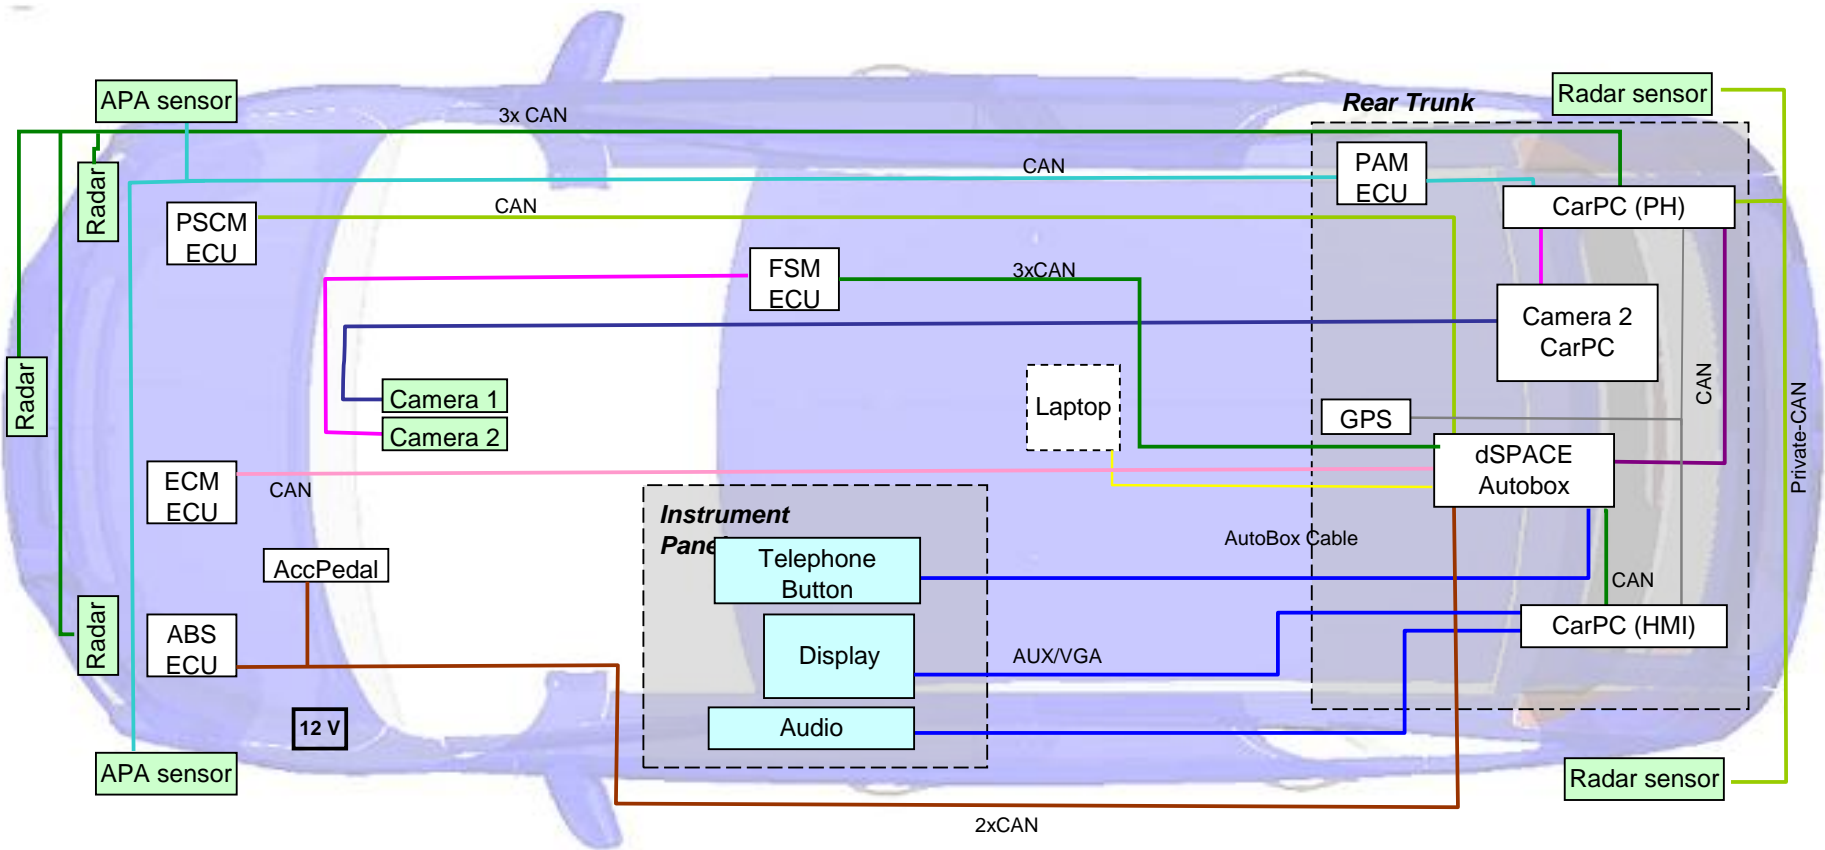 APA sensor
Radar sensor
Rear Trunk
3x CAN
PAM
ECU
CAN
Radar
CarPC (PH)
PSCM
ECU
CAN
FSM
ECU
3xCAN
Camera 2
CarPC
Radar
Camera 1
Camera 2
Laptop
GPS
CAN
Private-CAN
dSPACE
Autobox
ECM
ECU
CAN
Instrument
Panel
Telephone
Button
AutoBox Cable
AccPedal
CAN
Radar
ABS
ECU
Display
AUX/VGA
CarPC (HMI)
12 V
Audio
APA sensor
Radar sensor
2xCAN